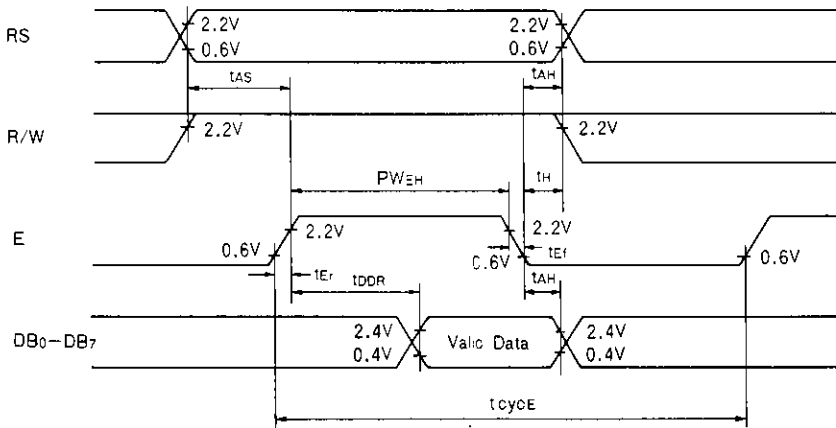 RS
2.2V
0.6V
2.2V
0.6V
tAS
tAH
R/W
2.2V
2.2V
PWEH
tH
E
0.6V
2.2V
2.2V
0.6V
tEf
0.6V
tEr
tDDR
tAH
DB0-DB7
2.4V
0.4V
Valid Data
2.4V
0.4V
tcycE